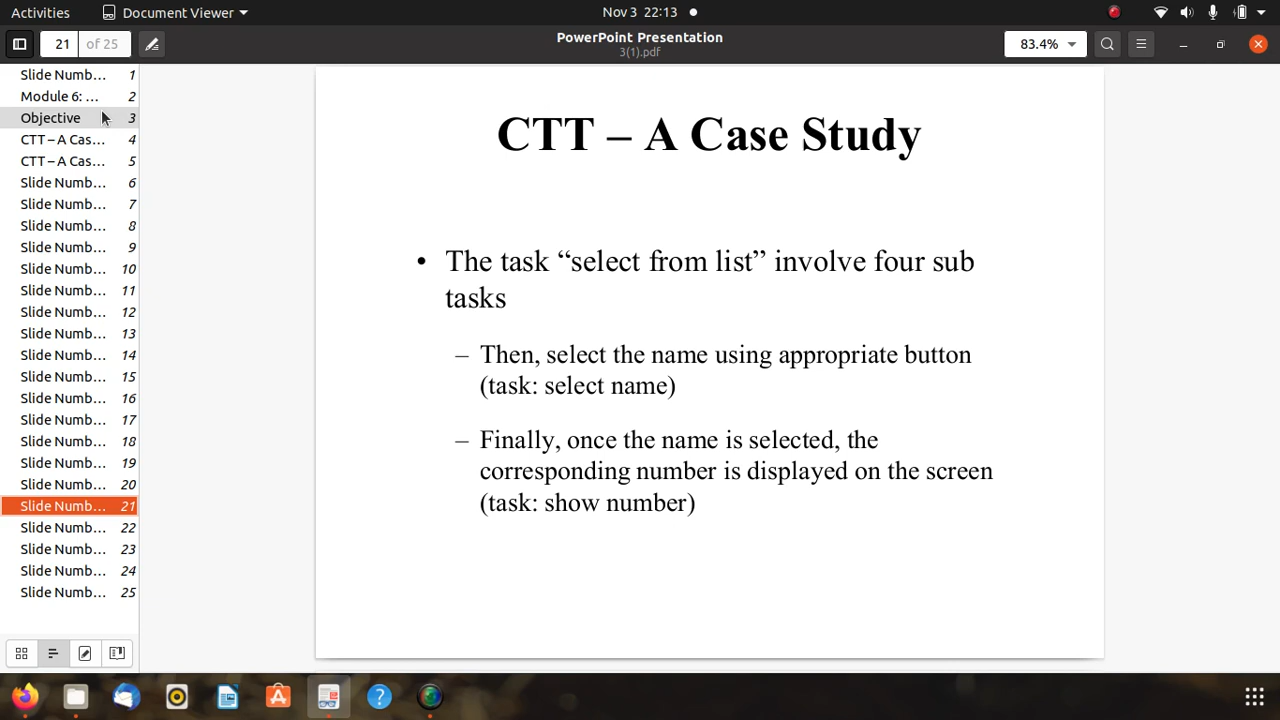 Activities
Document Viewer
Nov 3 22:13
21 of 25
PowerPoint Presentation
3(1).pdf
83.4%
Slide Numb... 1
Module 6: ... 2
Objective 3
CTT – A Cas... 4
CTT – A Cas... 5
Slide Numb... 6
Slide Numb... 7
Slide Numb... 8
Slide Numb... 9
Slide Numb... 10
Slide Numb... 11
Slide Numb... 12
Slide Numb... 13
Slide Numb... 14
Slide Numb... 15
Slide Numb... 16
Slide Numb... 17
Slide Numb... 18
Slide Numb... 19
Slide Numb... 20
Slide Numb... 21
Slide Numb... 22
Slide Numb... 23
Slide Numb... 24
Slide Numb... 25
CTT – A Case Study
• The task “select from list” involve four sub
tasks
– Then, select the name using appropriate button
(task: select name)
– Finally, once the name is selected, the
corresponding number is displayed on the screen
(task: show number)